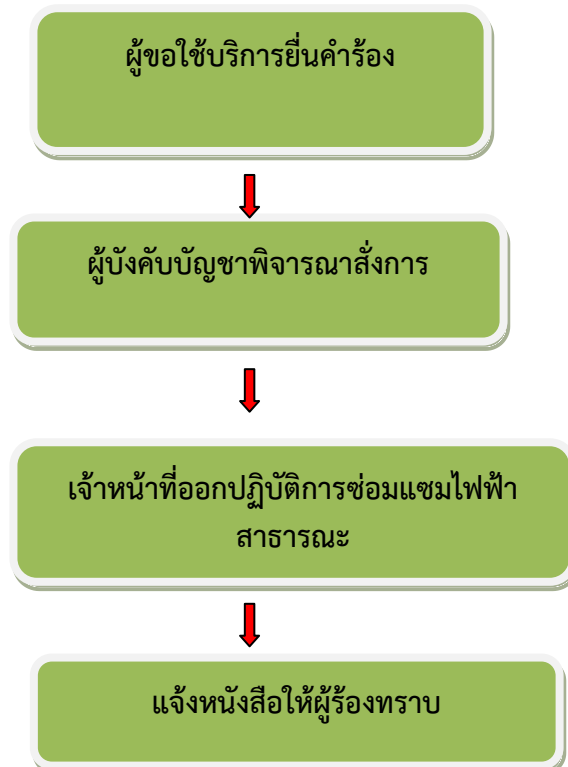 ผู้ขอใช้บริการยื่นคำร้อง
ผู้บังคับบัญชาพิจารณาสั่งการ
เจ้าหน้าที่ออกปฏิบัติการซ่อมแซมไฟฟ้า
สาธารณะ
แจ้งหนังสือให้ผู้ร้องทราบ